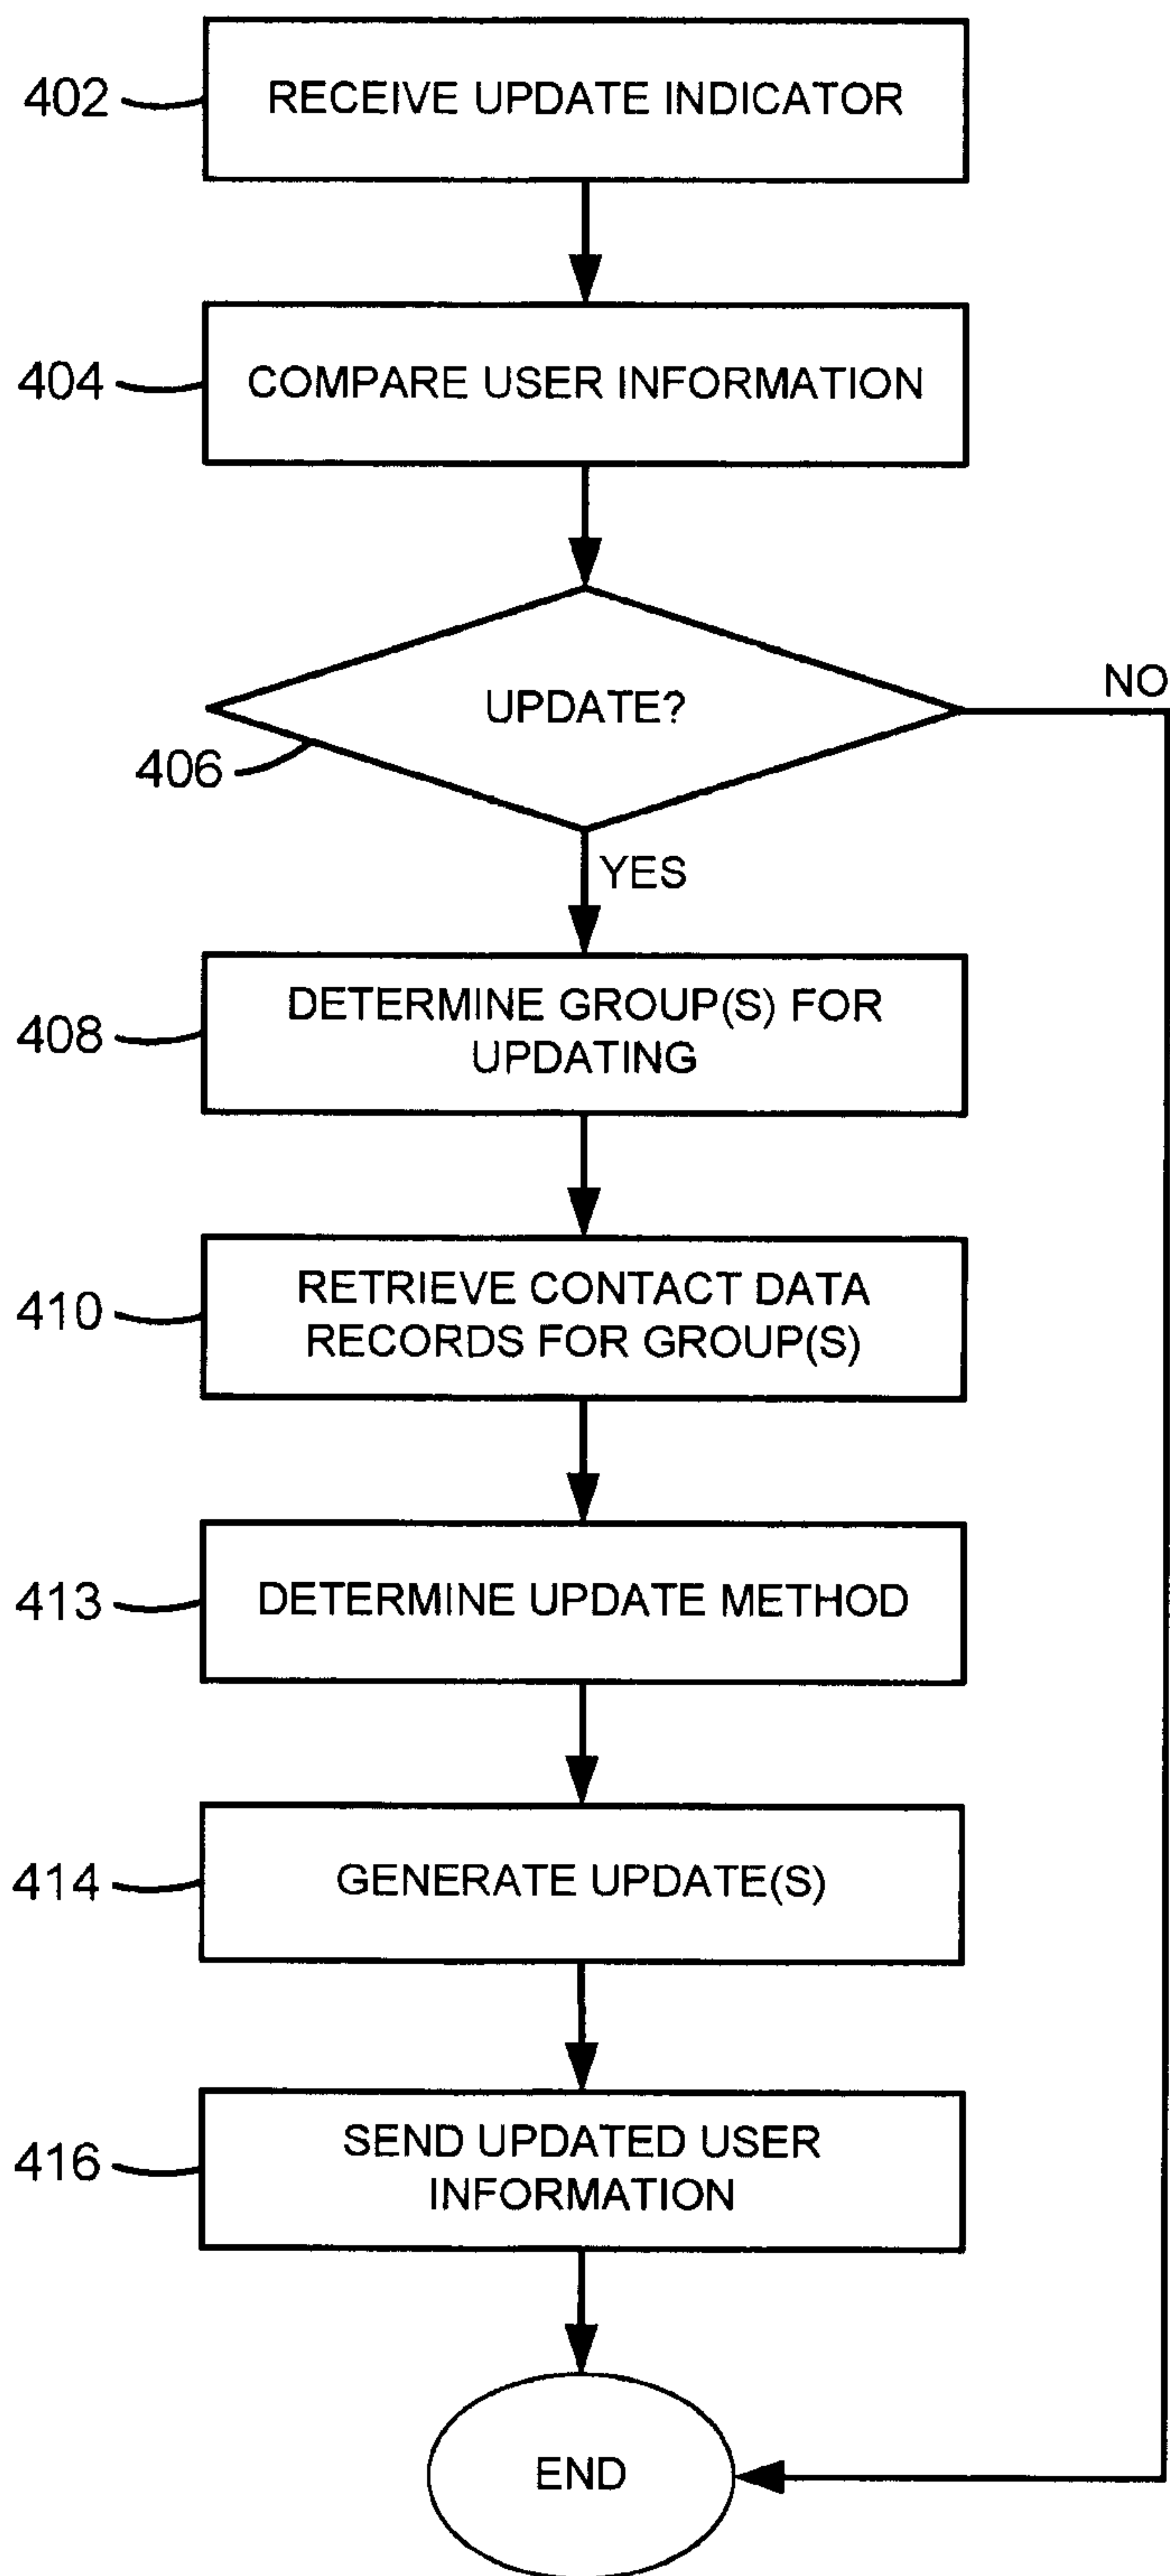 402
RECEIVE UPDATE INDICATOR
404
COMPARE USER INFORMATION
UPDATE?
NO
406
YES
408
DETERMINE GROUP(S) FOR
UPDATING
410
RETRIEVE CONTACT DATA
RECORDS FOR GROUP(S)
413
DETERMINE UPDATE METHOD
414
GENERATE UPDATE(S)
416
SEND UPDATED USER
INFORMATION
END